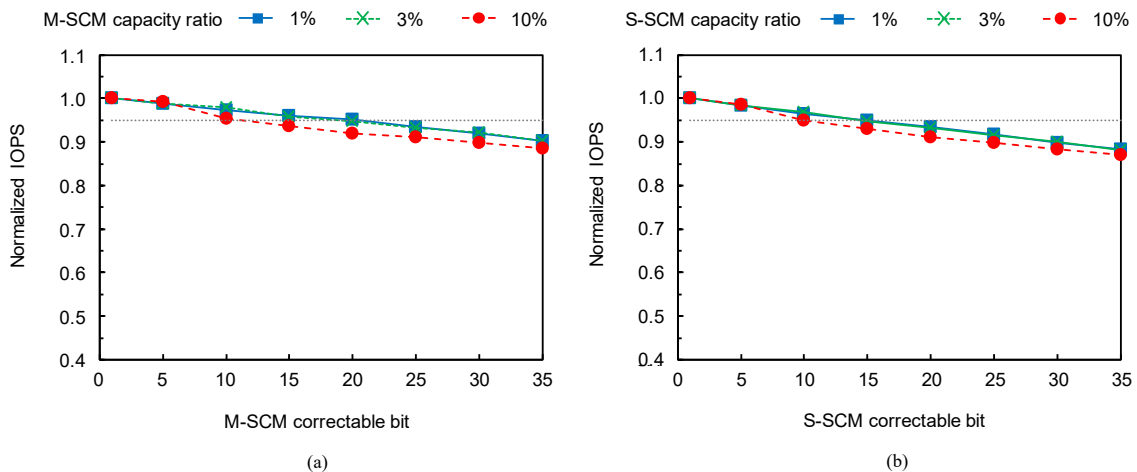 M-SCM capacity ratio 1% 3% 10%
1.1
1.0
0.9
0.8
0.7
0.6
0.5
0.4
Normalized IOPS
0 5 10 15 20 25 30 35
M-SCM correctable bit
(a)
S-SCM capacity ratio 1% 3% 10%
1.1
1.0
0.9
0.8
0.7
0.6
0.5
0.4
Normalized IOPS
0 5 10 15 20 25 30 35
S-SCM correctable bit
(b)